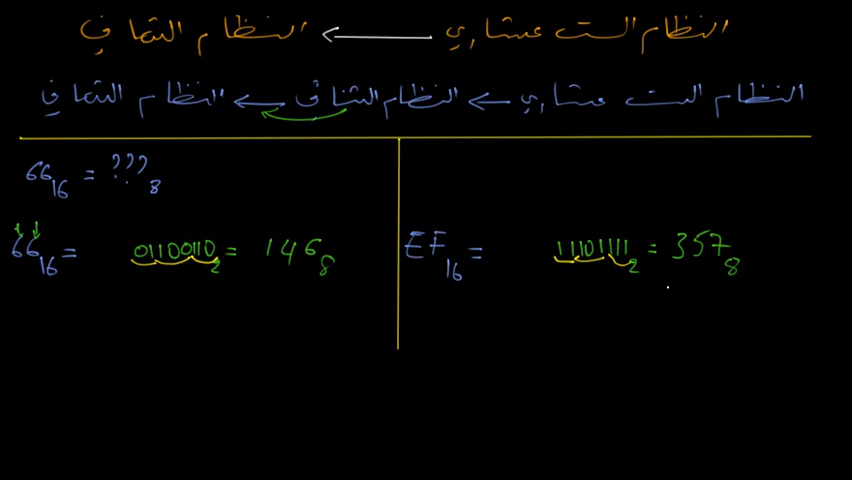 النظام الست عشاري ← النظام الثماني
النظام الست عشاري ← النظام الثنائي ← النظام الثماني
66₁₆ = ???₈
66₁₆ = 01100110₂ = 146₈
EF₁₆ = 11101111₂ = 357₈